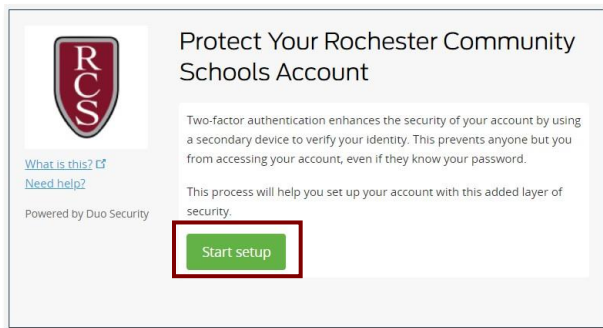 RCS
What is this?
Need help?
Powered by Duo Security
Protect Your Rochester Community
Schools Account
Two-factor authentication enhances the security of your account by using
a secondary device to verify your identity. This prevents anyone but you
from accessing your account, even if they know your password.
This process will help you set up your account with this added layer of
security.
Start setup